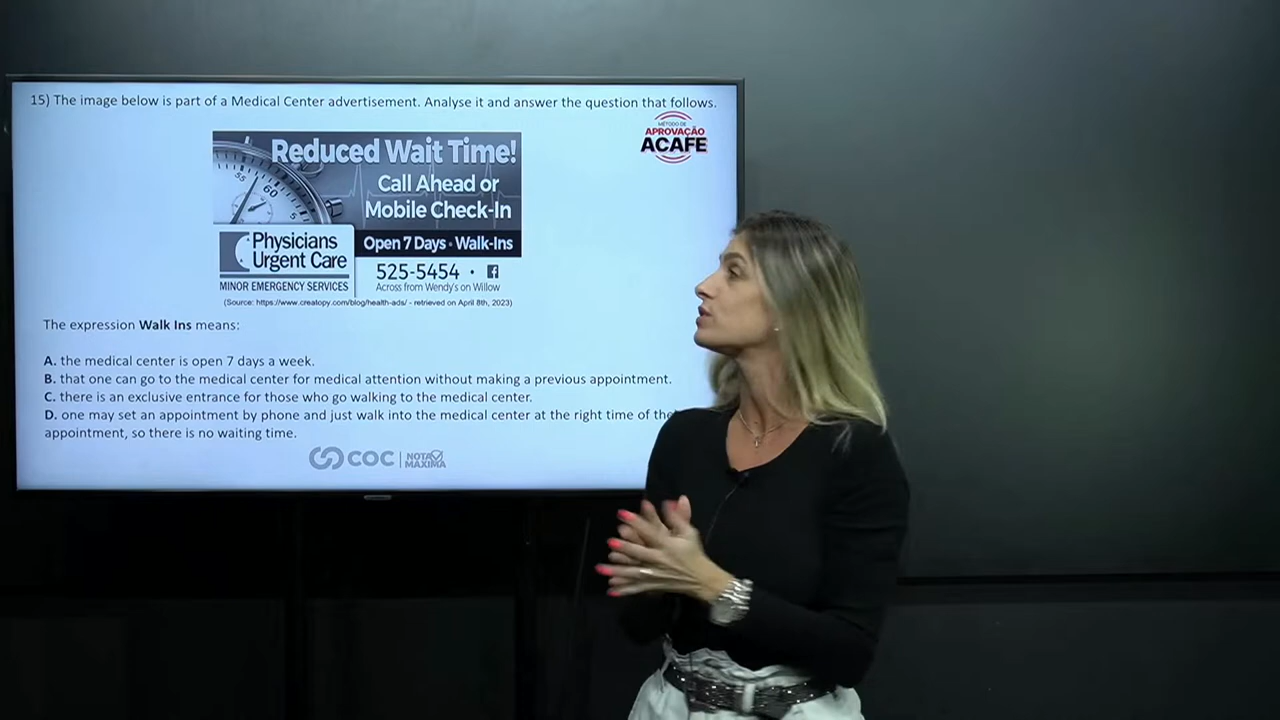 15) The image below is part of a Medical Center advertisement. Analyse it and answer the question that follows.
MÉTODO DE
APROVAÇÃO
ACAFE
Reduced Wait Time!
Call Ahead or
Mobile Check-In
55
60
5
Physicians
Urgent Care
MINOR EMERGENCY SERVICES
Open 7 Days · Walk-Ins
525-5454 ·
Across from Wendy's on Willow
(Source: https://www.creatopy.com/blog/health-ads/ - retrieved on April 8th, 2023)
The expression Walk Ins means:
A. the medical center is open 7 days a week.
B. that one can go to the medical center for medical attention without making a previous appointment.
C. there is an exclusive entrance for those who go walking to the medical center.
D. one may set an appointment by phone and just walk into the medical center at the right time of the
appointment, so there is no waiting time.
COC
NOTA
MÁXIMA